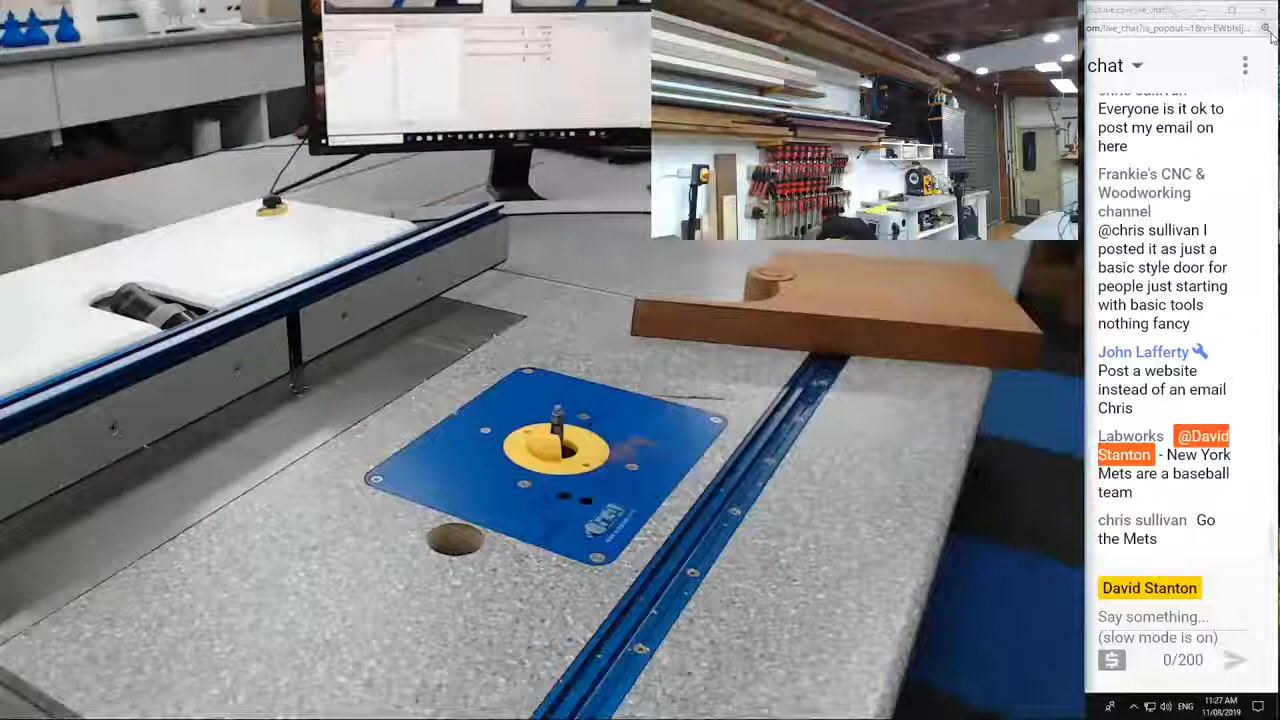 chat
Everyone is it ok to
post my email on
here
Frankie's CNC &
Woodworking
channel
@chris sullivan I
posted it as just a
basic style door for
people just starting
with basic tools
nothing fancy
John Lafferty
Post a website
instead of an email
Chris
Labworks @David
Stanton - New York
Mets are a baseball
team
chris sullivan Go
the Mets
David Stanton
Say something...
(slow mode is on)
0/200
ENG
11:27 AM
11/08/2019